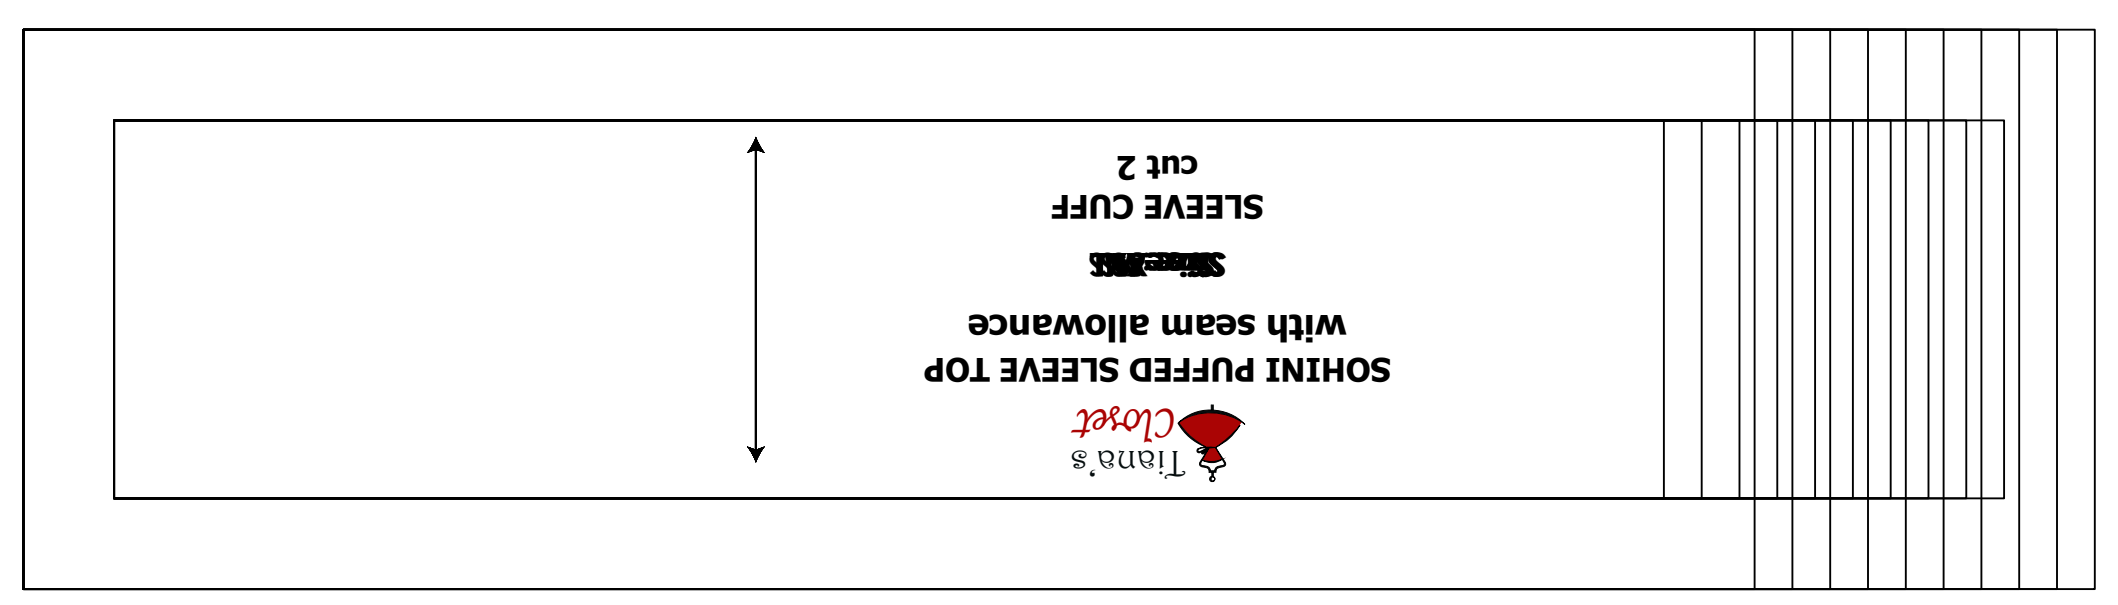 Tiana's
Closet
SOHINI PUFFED SLEEVE TOP
with seam allowance
SLEEVE CUFF
cut 2